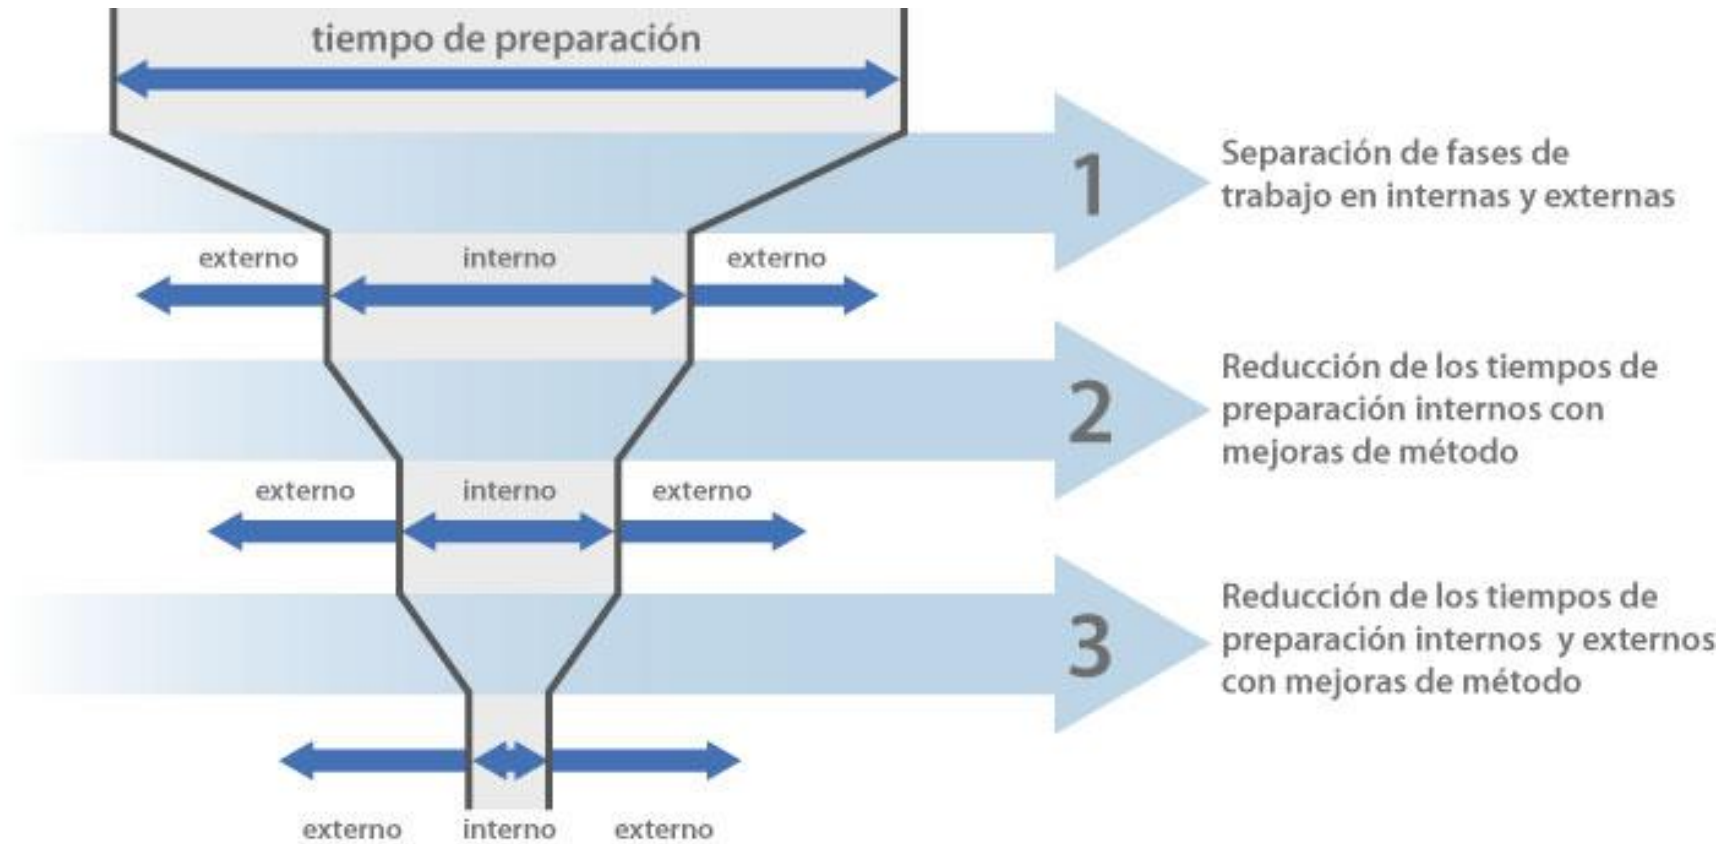 tiempo de preparación
1
Separación de fases de
trabajo en internas y externas
externo
interno
externo
2
Reducción de los tiempos de
preparación internos con
mejoras de método
externo
interno
externo
3
Reducción de los tiempos de
preparación internos y externos
con mejoras de método
externo
interno
externo